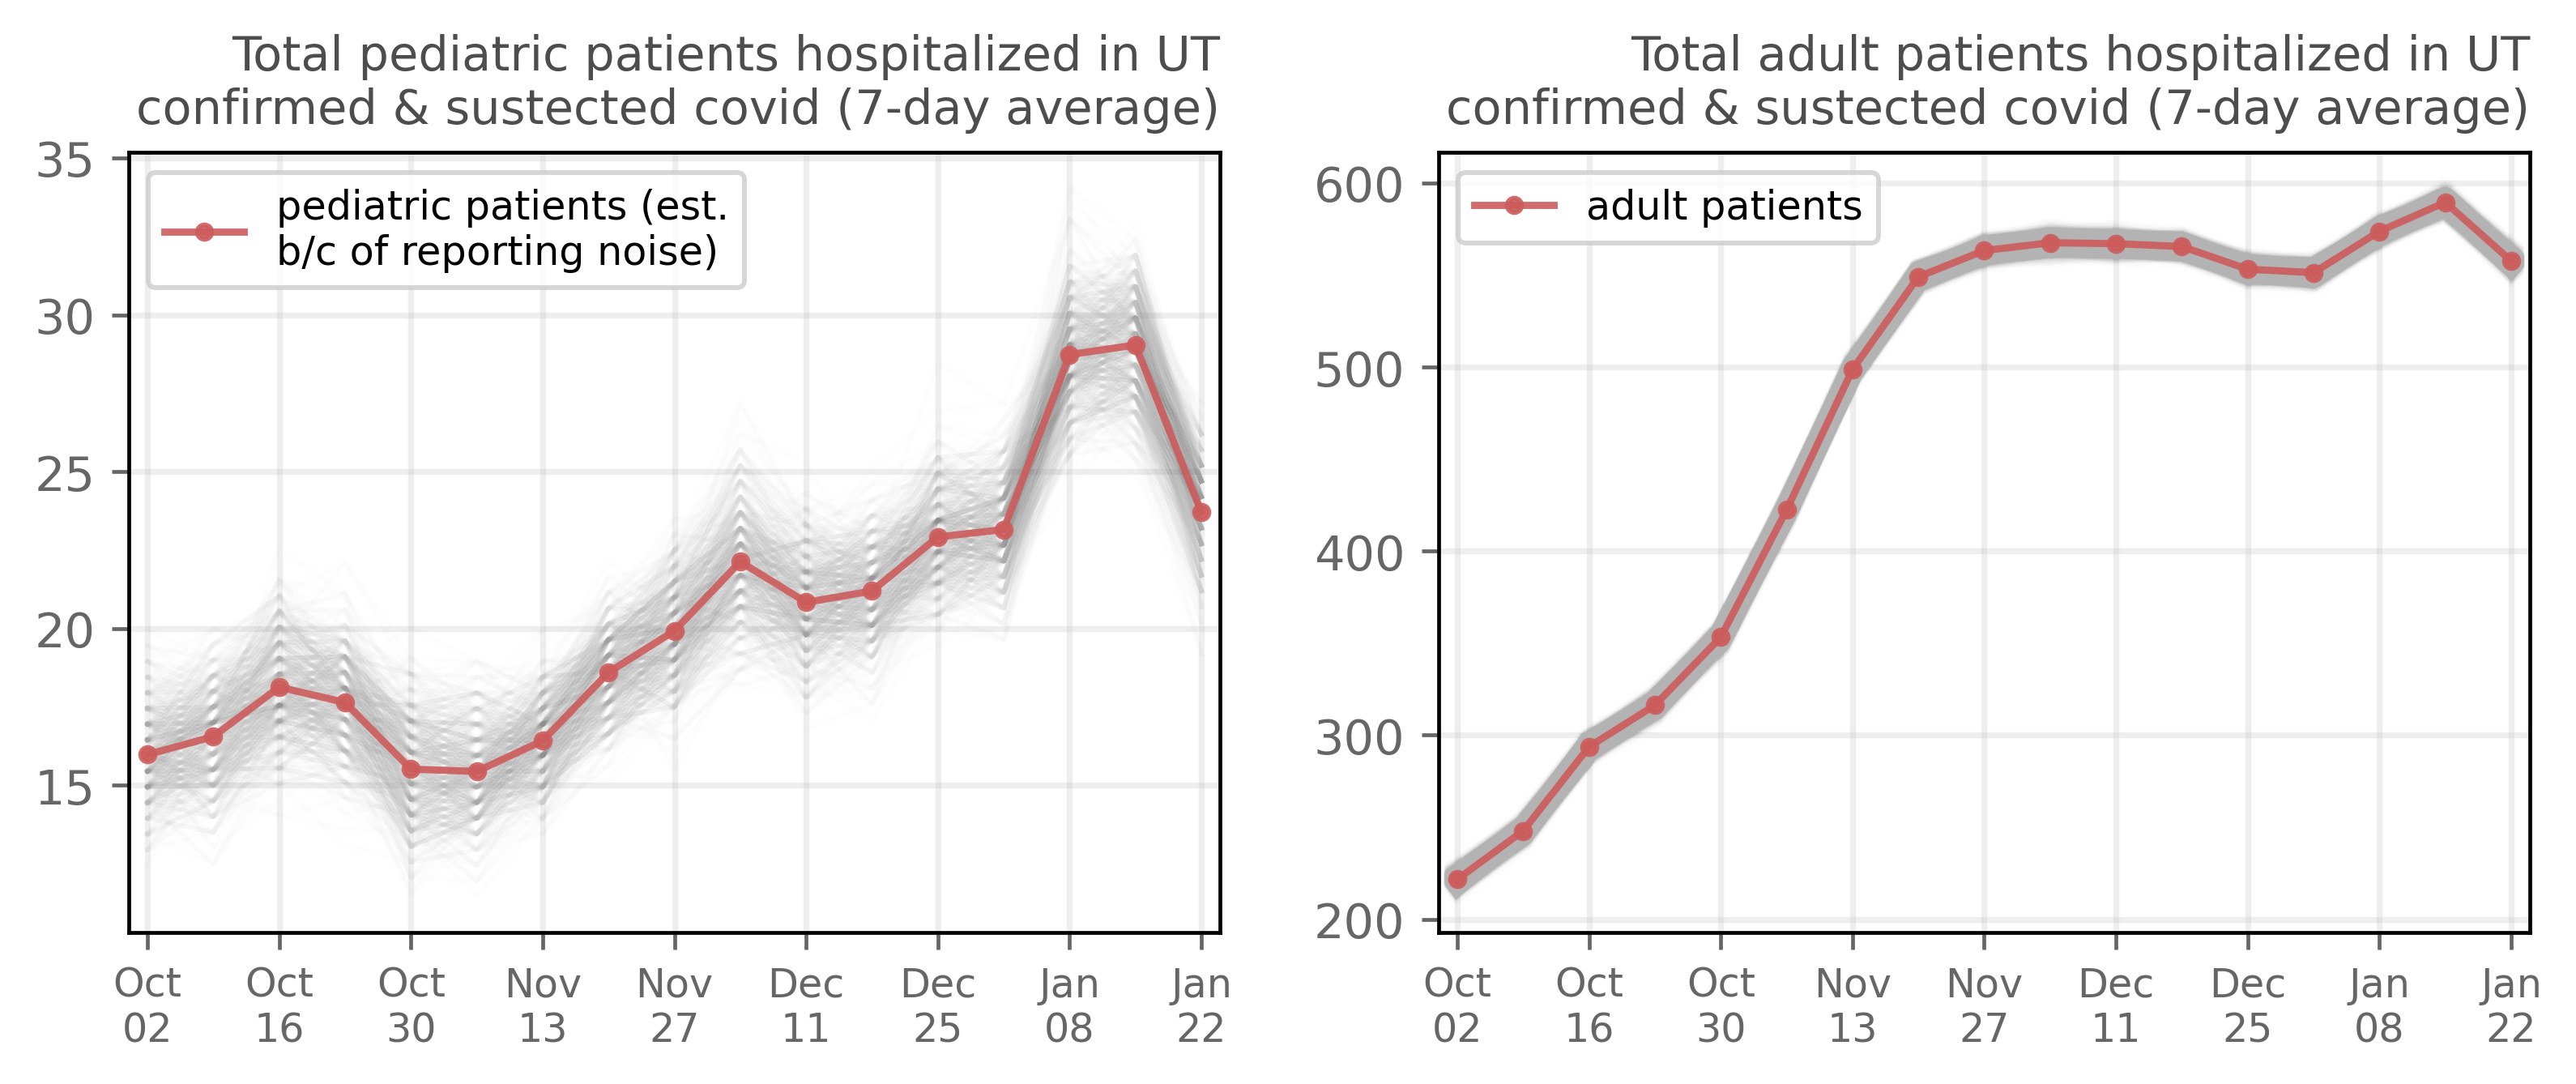 Total pediatric patients hospitalized in UT
confirmed & sustected covid (7-day average)
35
30
25
20
15
pediatric patients (est.
b/c of reporting noise)
Oct
02
Oct
16
Oct
30
Nov
13
Nov
27
Dec
11
Dec
25
Jan
08
Jan
22
Total adult patients hospitalized in UT
confirmed & sustected covid (7-day average)
600
500
400
300
200
adult patients
Oct
02
Oct
16
Oct
30
Nov
13
Nov
27
Dec
11
Dec
25
Jan
08
Jan
22